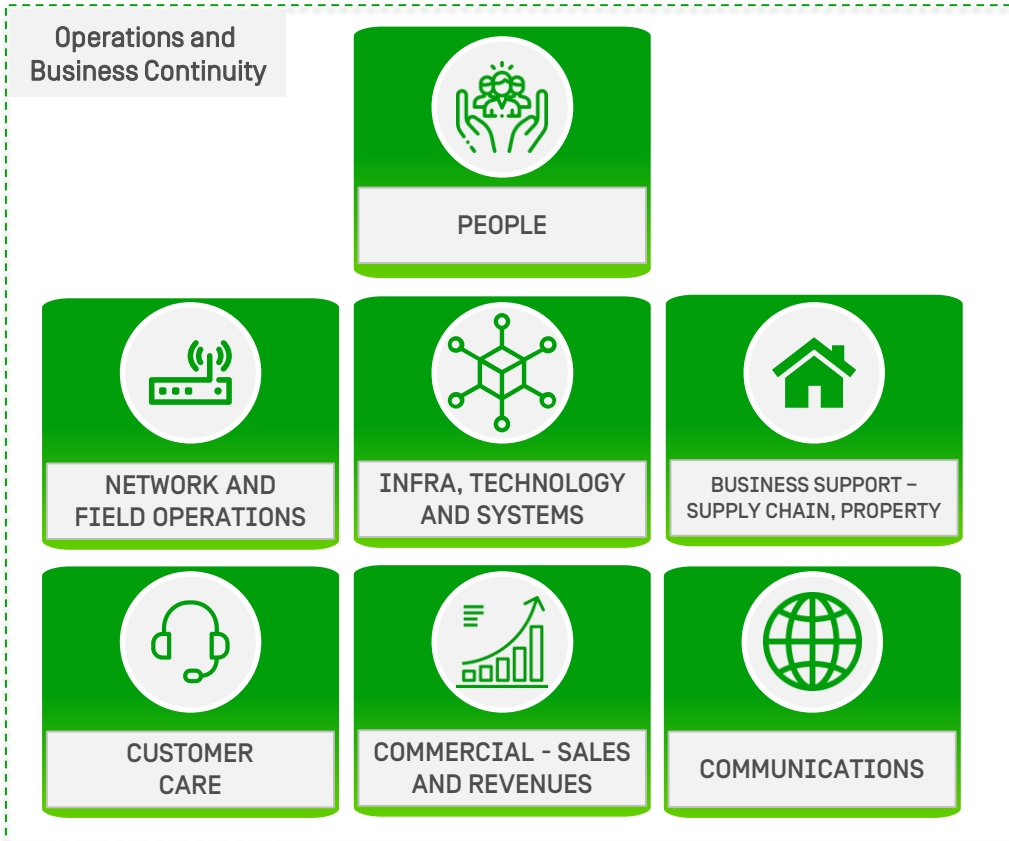 Operations and
Business Continuity
PEOPLE
NETWORK AND
FIELD OPERATIONS
INFRA, TECHNOLOGY
AND SYSTEMS
BUSINESS SUPPORT –
SUPPLY CHAIN, PROPERTY
CUSTOMER
CARE
COMMERCIAL - SALES
AND REVENUES
COMMUNICATIONS